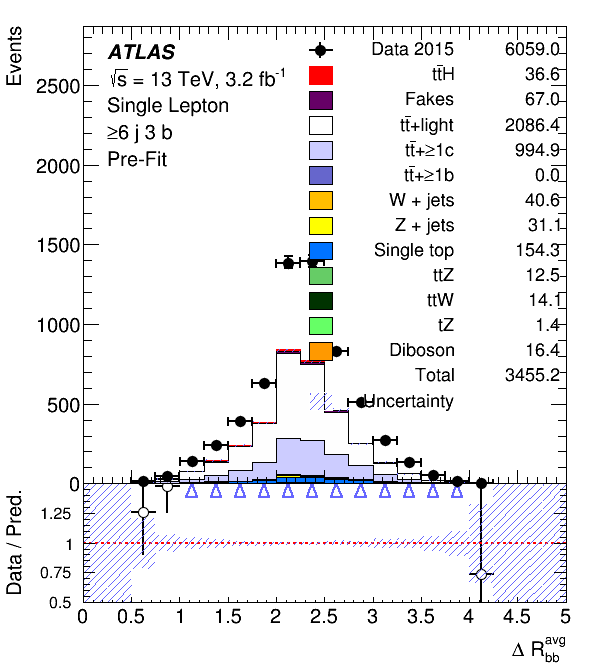 Events
ATLAS
√s = 13 TeV, 3.2 fb-1
Single Lepton
≥6 j 3 b
Pre-Fit
Data 2015 6059.0
tt̄H 36.6
Fakes 67.0
tt̄+light 2086.4
tt̄+≥1c 994.9
tt̄+≥1b 0.0
W + jets 40.6
Z + jets 31.1
Single top 154.3
ttZ 12.5
ttW 14.1
tZ 1.4
Diboson 16.4
Total 3455.2
Uncertainty
2500
2000
1500
1000
500
0
Data / Pred.
1.25
1
0.75
0.5
0 0.5 1 1.5 2 2.5 3 3.5 4 4.5 5
Δ R avg bb